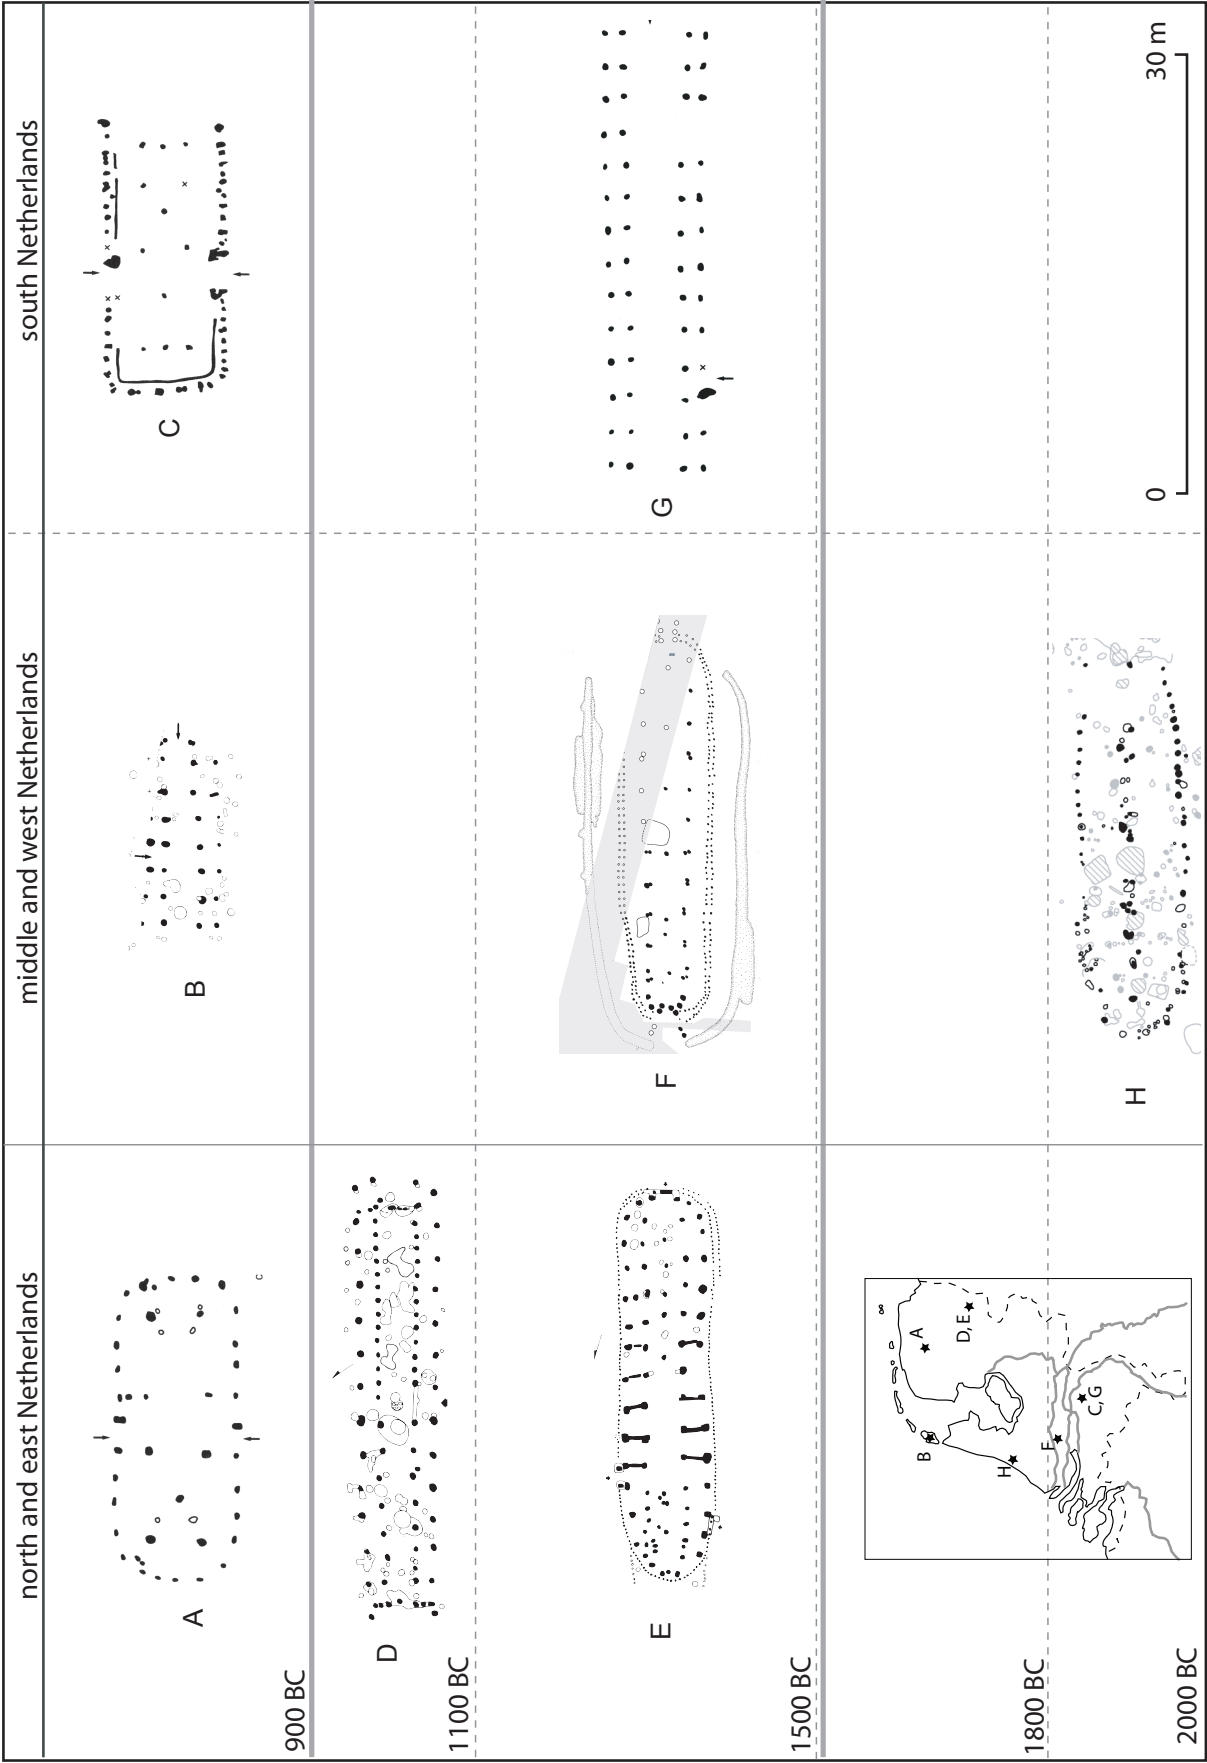 north and east Netherlands
middle and west Netherlands
south Netherlands
A
B
C
c
900 BC
D
1100 BC
E
F
G
1500 BC
A
D,E
B
H
F
C,G
1800 BC
H
0
30 m
2000 BC